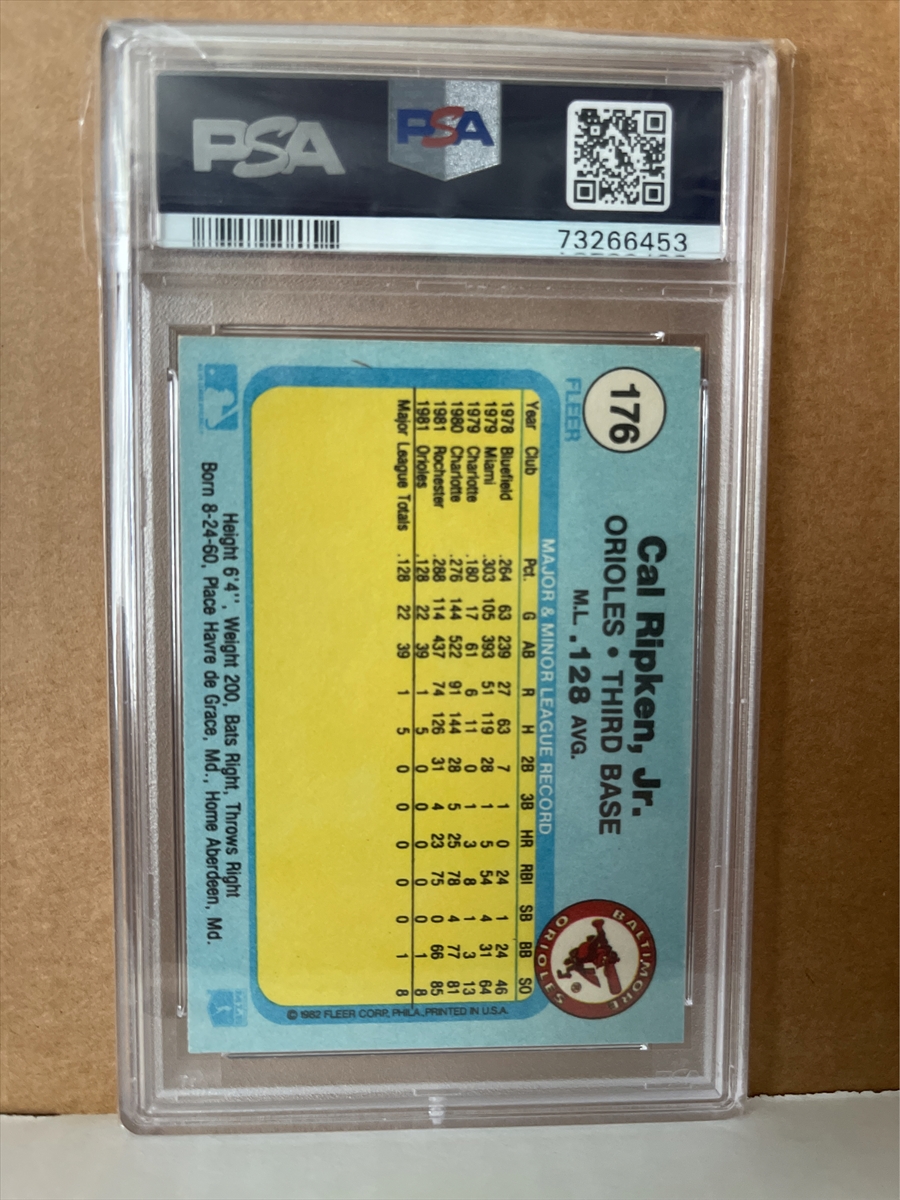 PSA
PSA
73266453
176
FLEER
Cal Ripken, Jr.
ORIOLES • THIRD BASE
M.L. .128 AVG.
BALTIMORE ORIOLES ®
MAJOR & MINOR LEAGUE RECORD
Year Club Pct. G AB R H 2B 3B HR RBI SB BB SO
1978 Bluefield .264 63 239 27 63 7 1 0 24 1 24 46
1979 Miami .303 105 393 51 119 28 1 5 54 4 31 64
1979 Charlotte .180 17 61 6 11 0 1 3 8 1 3 13
1980 Charlotte .276 144 522 91 144 28 5 25 78 4 77 81
1981 Rochester .288 114 437 74 126 31 4 23 75 0 66 85
1981 Orioles .128 22 39 1 5 0 0 0 0 0 1 8
Major League Totals .128 22 39 1 5 0 0 0 0 0 1 8
© 1982 FLEER CORP., PHILA., PRINTED IN U.S.A.
Height 6'4'', Weight 200, Bats Right, Throws Right
Born 8-24-60, Place Havre de Grace, Md., Home Aberdeen, Md.